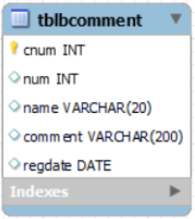 tblbcomment
cnum INT
num INT
name VARCHAR(20)
comment VARCHAR(200)
regdate DATE
Indexes